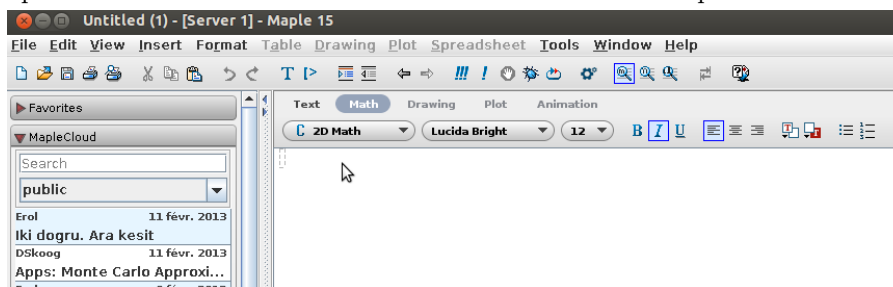 Untitled (1) - [Server 1] - Maple 15
File Edit View Insert Format Table Drawing Plot Spreadsheet Tools Window Help
Favorites
Text Math Drawing Plot Animation
MapleCloud
C 2D Math Lucida Bright 12 B I U
Search
public
Erol 11 févr. 2013
Iki dogru. Ara kesit
DSkoog 11 févr. 2013
Apps: Monte Carlo Approxi...